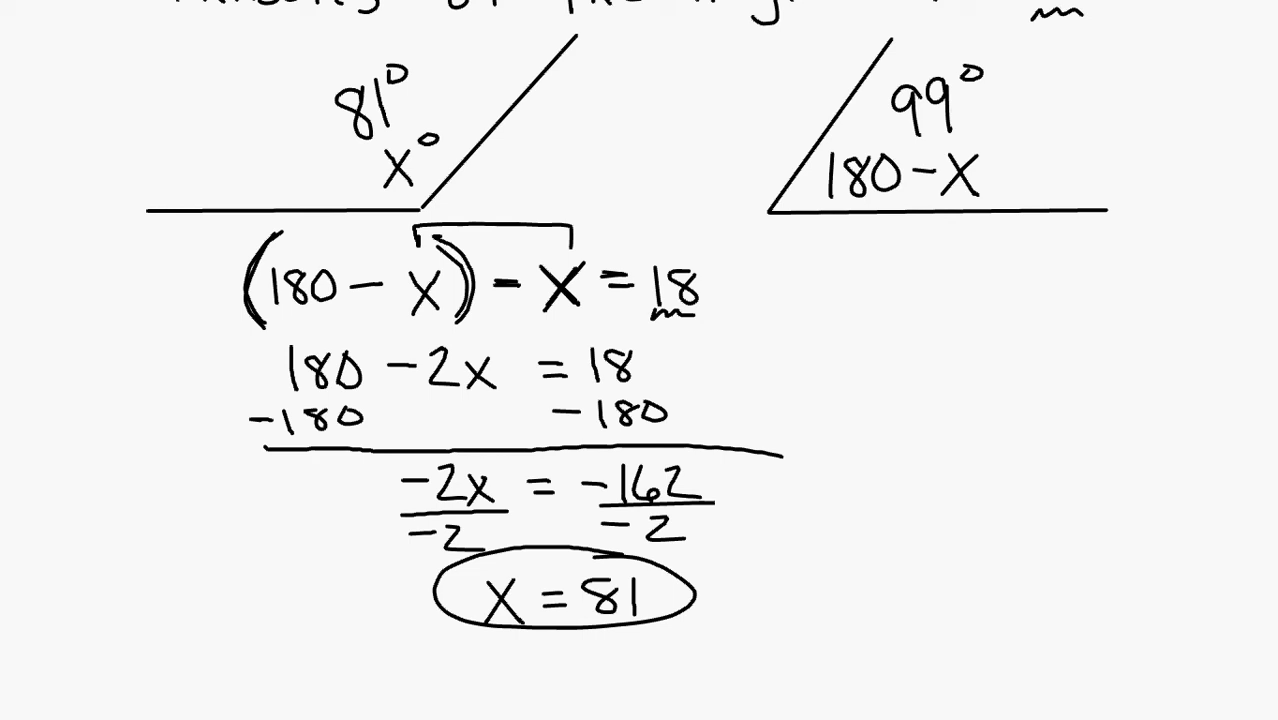 81° 99°
x° 180 - x
(180 - x) - x = 18
180 - 2x = 18
-180 -180
-2x = -162
-2 -2
x = 81